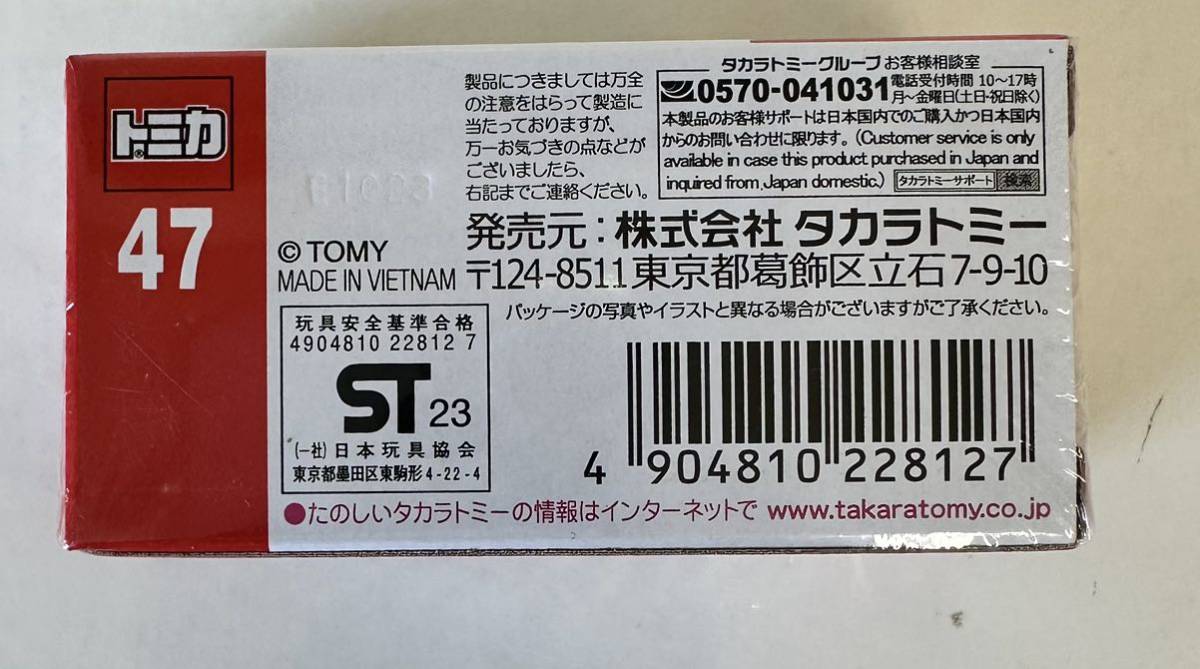 トミカ®
47
製品につきましては万全
の注意をはらって製造に
当たっておりますが、
万一お気づきの点などが
ございましたら、
右記までご連絡ください。
タカラトミーグループ お客様相談室
0570-041031 電話受付時間 10〜17時
月〜金曜日(土日・祝日除く)
本製品のお客様サポートは日本国内でのご購入かつ日本国内
からのお問い合わせに限ります。(Customer service is only
available in case this product purchased in Japan and
inquired from Japan domestic.) タカラトミーサポート 検索
© TOMY
MADE IN VIETNAM
発売元：株式会社 タカラトミー
〒124-8511 東京都葛飾区立石7-9-10
パッケージの写真やイラストと異なる場合がございますがご了承ください。
玩具安全基準合格
4904810 22812 7
ST 23
(一社)日本玩具協会
東京都墨田区東駒形4-22-4
4 904810 228127
●たのしいタカラトミーの情報はインターネットで www.takaratomy.co.jp